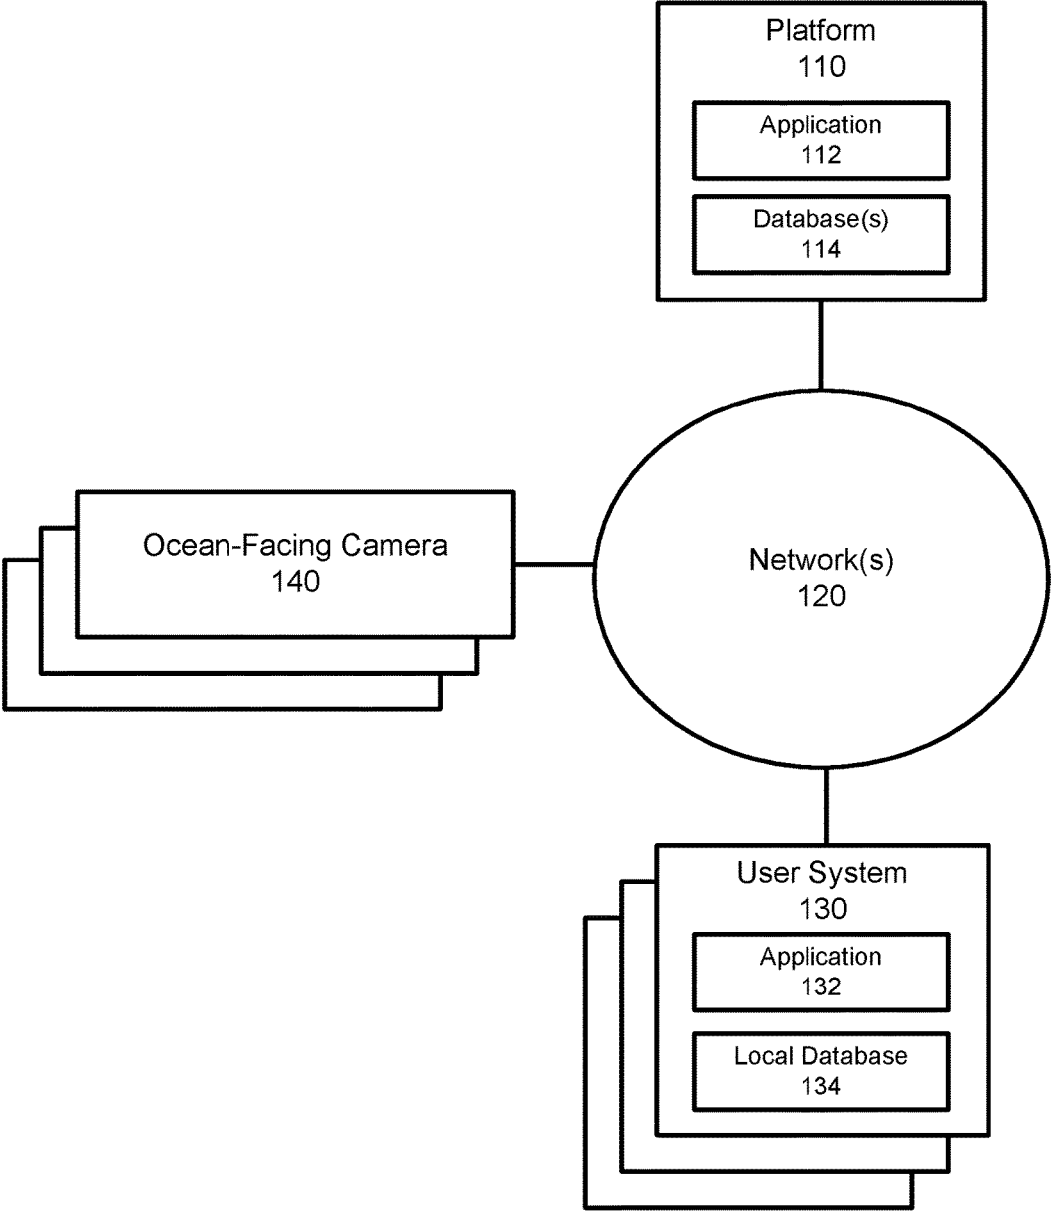 Platform
110
Application
112
Database(s)
114
Ocean-Facing Camera
140
Network(s)
120
User System
130
Application
132
Local Database
134